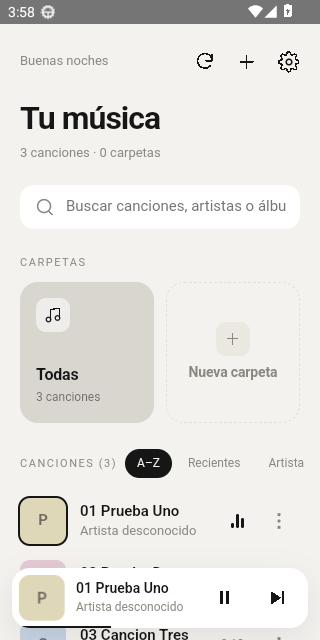 3:58
Buenas noches
Tu música
3 canciones · 0 carpetas
Buscar canciones, artistas o álbu
CARPETAS
Todas
3 canciones
Nueva carpeta
CANCIONES (3)
A–Z
Recientes
Artista
P
01 Prueba Uno
Artista desconocido
P
01 Prueba Uno
Artista desconocido
03 Cancion Tres